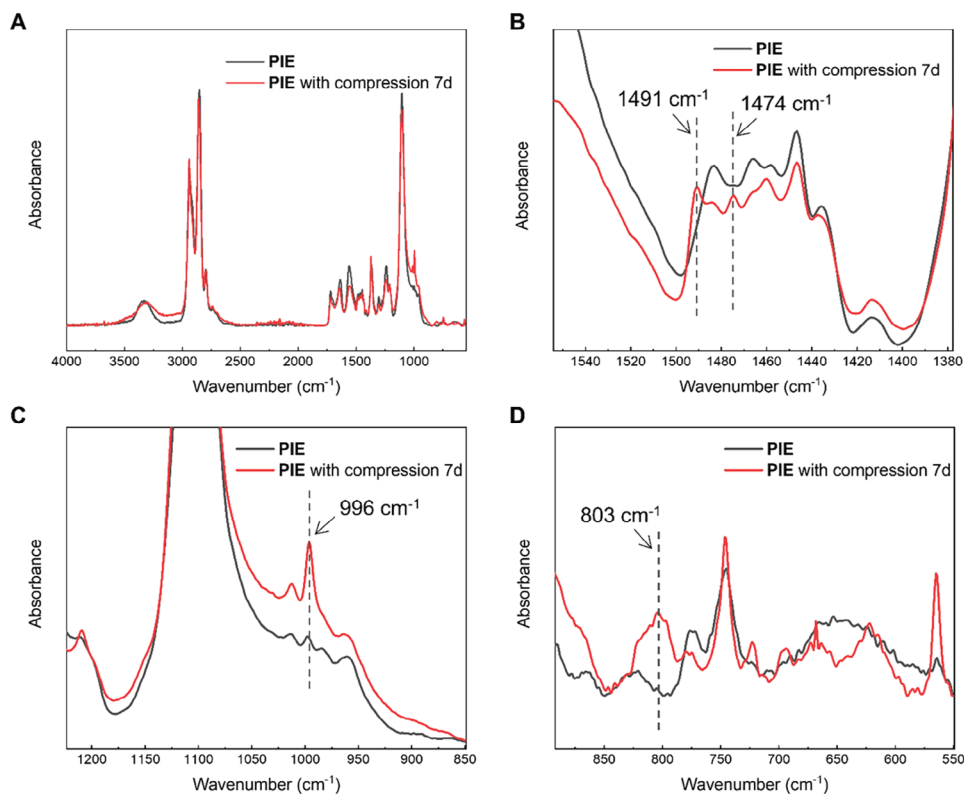 A
Absorbance
PIE
PIE with compression 7d
4000 3500 3000 2500 2000 1500 1000
Wavenumber (cm⁻¹)
B
Absorbance
PIE
PIE with compression 7d
1491 cm⁻¹
1474 cm⁻¹
1540 1520 1500 1480 1460 1440 1420 1400 1380
Wavenumber (cm⁻¹)
C
Absorbance
PIE
PIE with compression 7d
996 cm⁻¹
1200 1150 1100 1050 1000 950 900 850
Wavenumber (cm⁻¹)
D
Absorbance
PIE
PIE with compression 7d
803 cm⁻¹
850 800 750 700 650 600 550
Wavenumber (cm⁻¹)